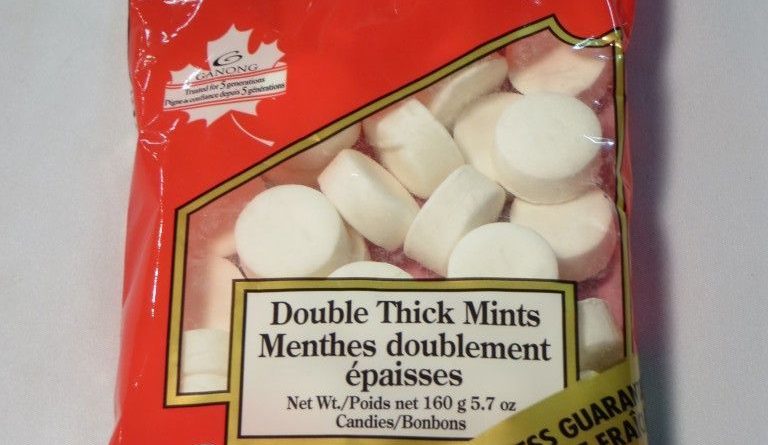 GANONG
Trusted for 5 generations
Digne de confiance depuis 5 générations
Double Thick Mints
Menthes doublement
épaisses
Net Wt./Poids net 160 g 5.7 oz
Candies/Bonbons